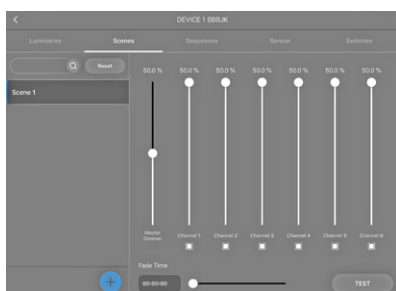 DEVICE 1 BBBJK
Luminaires Scenes Sequences Sensor Switches
Reset
50.0 % 50.0 % 50.0 % 50.0 % 50.0 % 50.0 % 50.0 %
Scene 1
Master Channel 1 Channel 2 Channel 3 Channel 4 Channel 5 Channel 6
Dimmer
Fade Time
00:00:00 TEST